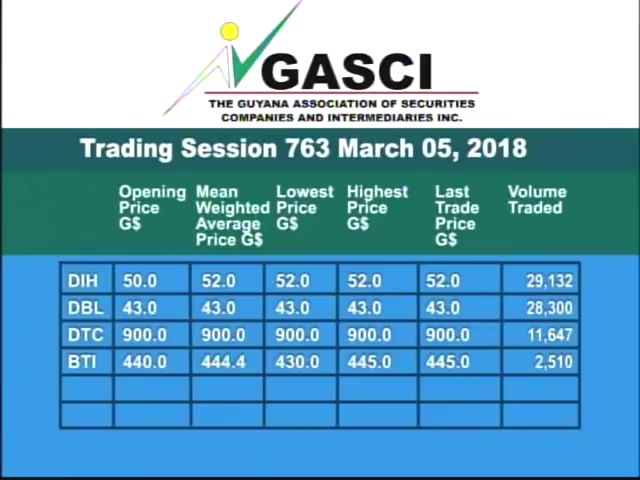 GASCI
THE GUYANA ASSOCIATION OF SECURITIES
COMPANIES AND INTERMEDIARIES INC.
Trading Session 763 March 05, 2018
Opening Price G$ Mean Weighted Average Price G$ Lowest Price G$ Highest Price G$ Last Trade Price G$ Volume Traded
DIH 50.0 52.0 52.0 52.0 52.0 29,132
DBL 43.0 43.0 43.0 43.0 43.0 28,300
DTC 900.0 900.0 900.0 900.0 900.0 11,647
BTI 440.0 444.4 430.0 445.0 445.0 2,510